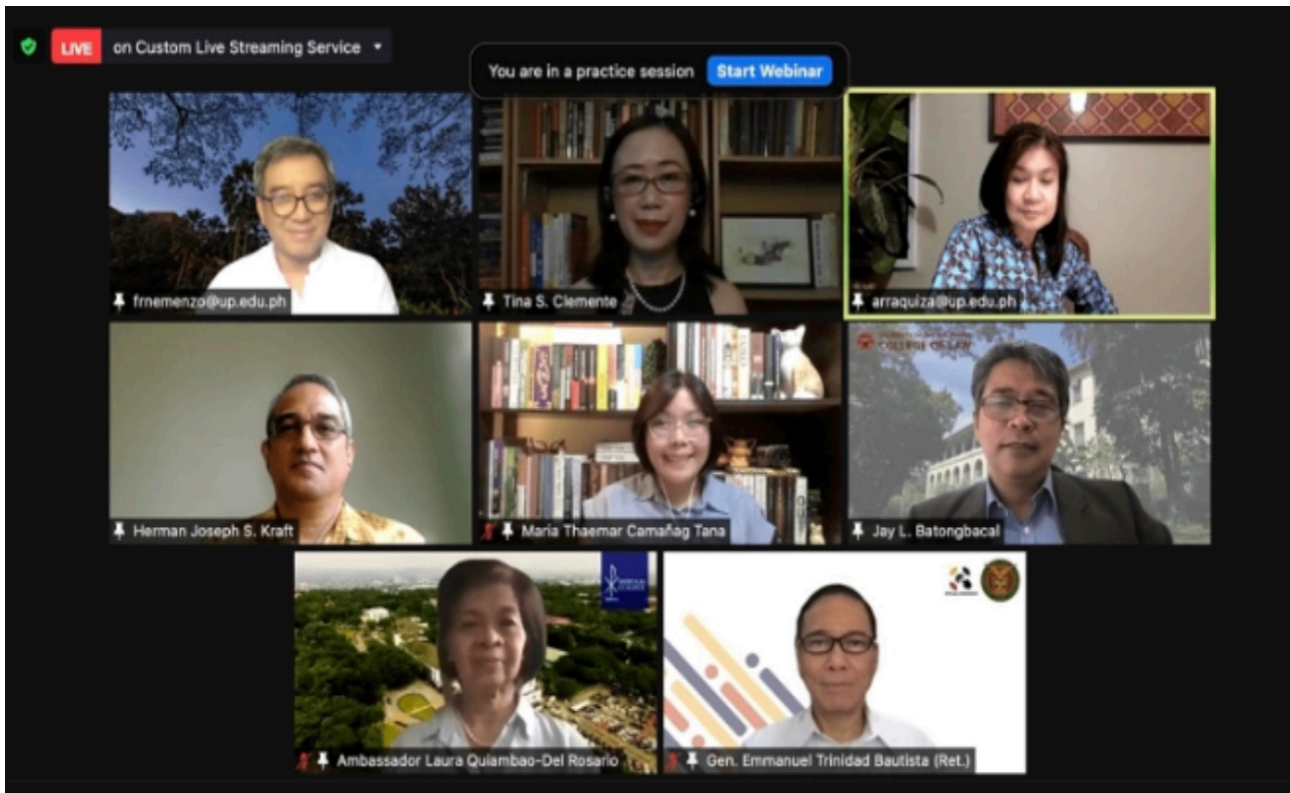 LIVE on Custom Live Streaming Service
You are in a practice session Start Webinar
frnemenzo@up.edu.ph
Tina S. Clemente
arraquiza@up.edu.ph
COLLEGE OF LAW
Herman Joseph S. Kraft
Maria Thaemar Camañag Tana
Jay L. Batongbacal
Ambassador Laura Quiambao-Del Rosario
Gen. Emmanuel Trinidad Bautista (Ret.)